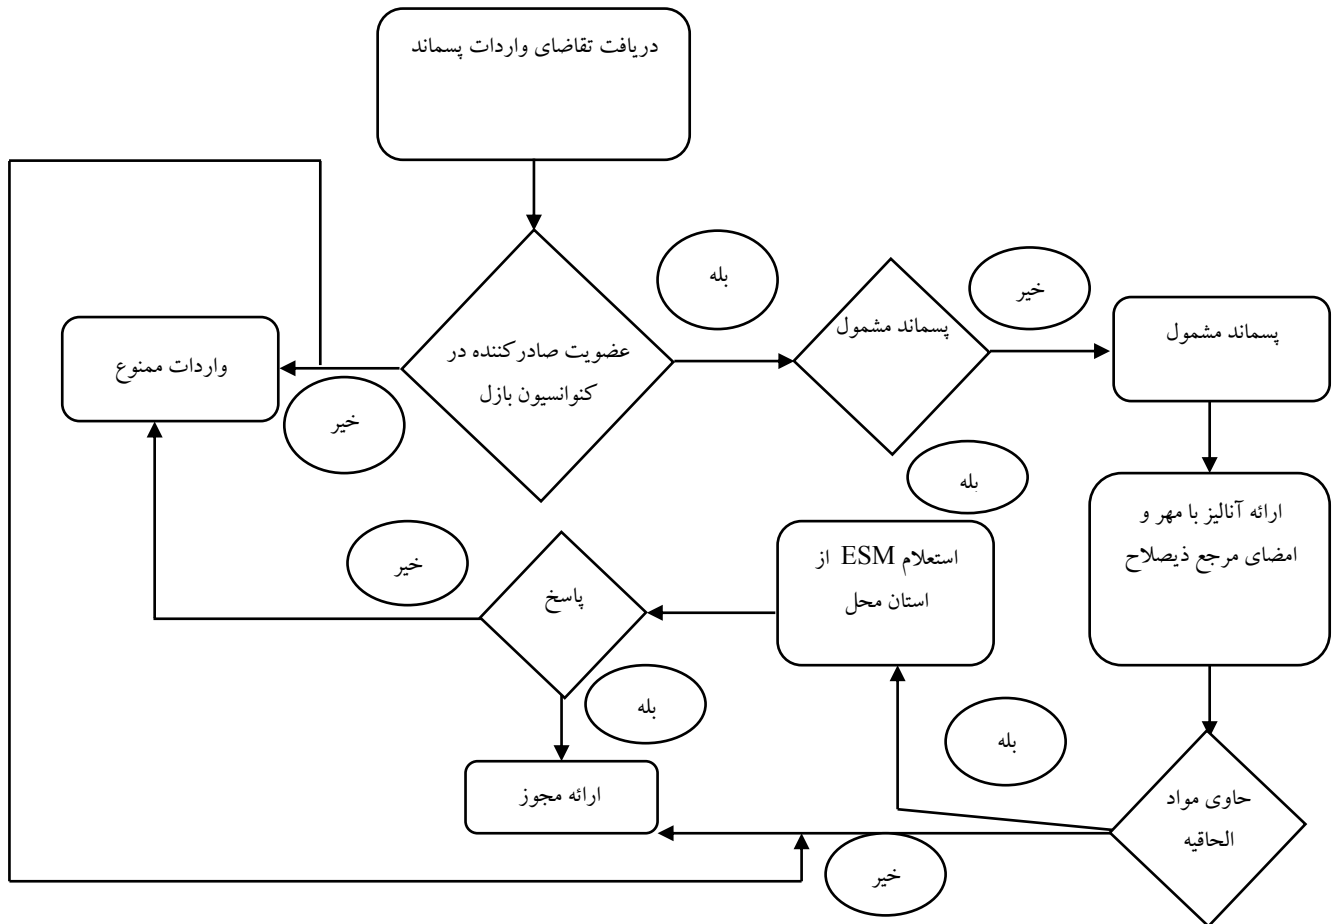 دریافت تقاضای واردات پسماند
بله
خیر
پسماند مشمول
پسماند مشمول
عضویت صادرکننده در
کنوانسیون بازل
واردات ممنوع
خیر
بله
ارائه آنالیز با مهر و
امضای مرجع ذیصلاح
استعلام ESM از
استان محل
خیر
پاسخ
بله
بله
ارائه مجوز
حاوی مواد
الحاقیه
خیر